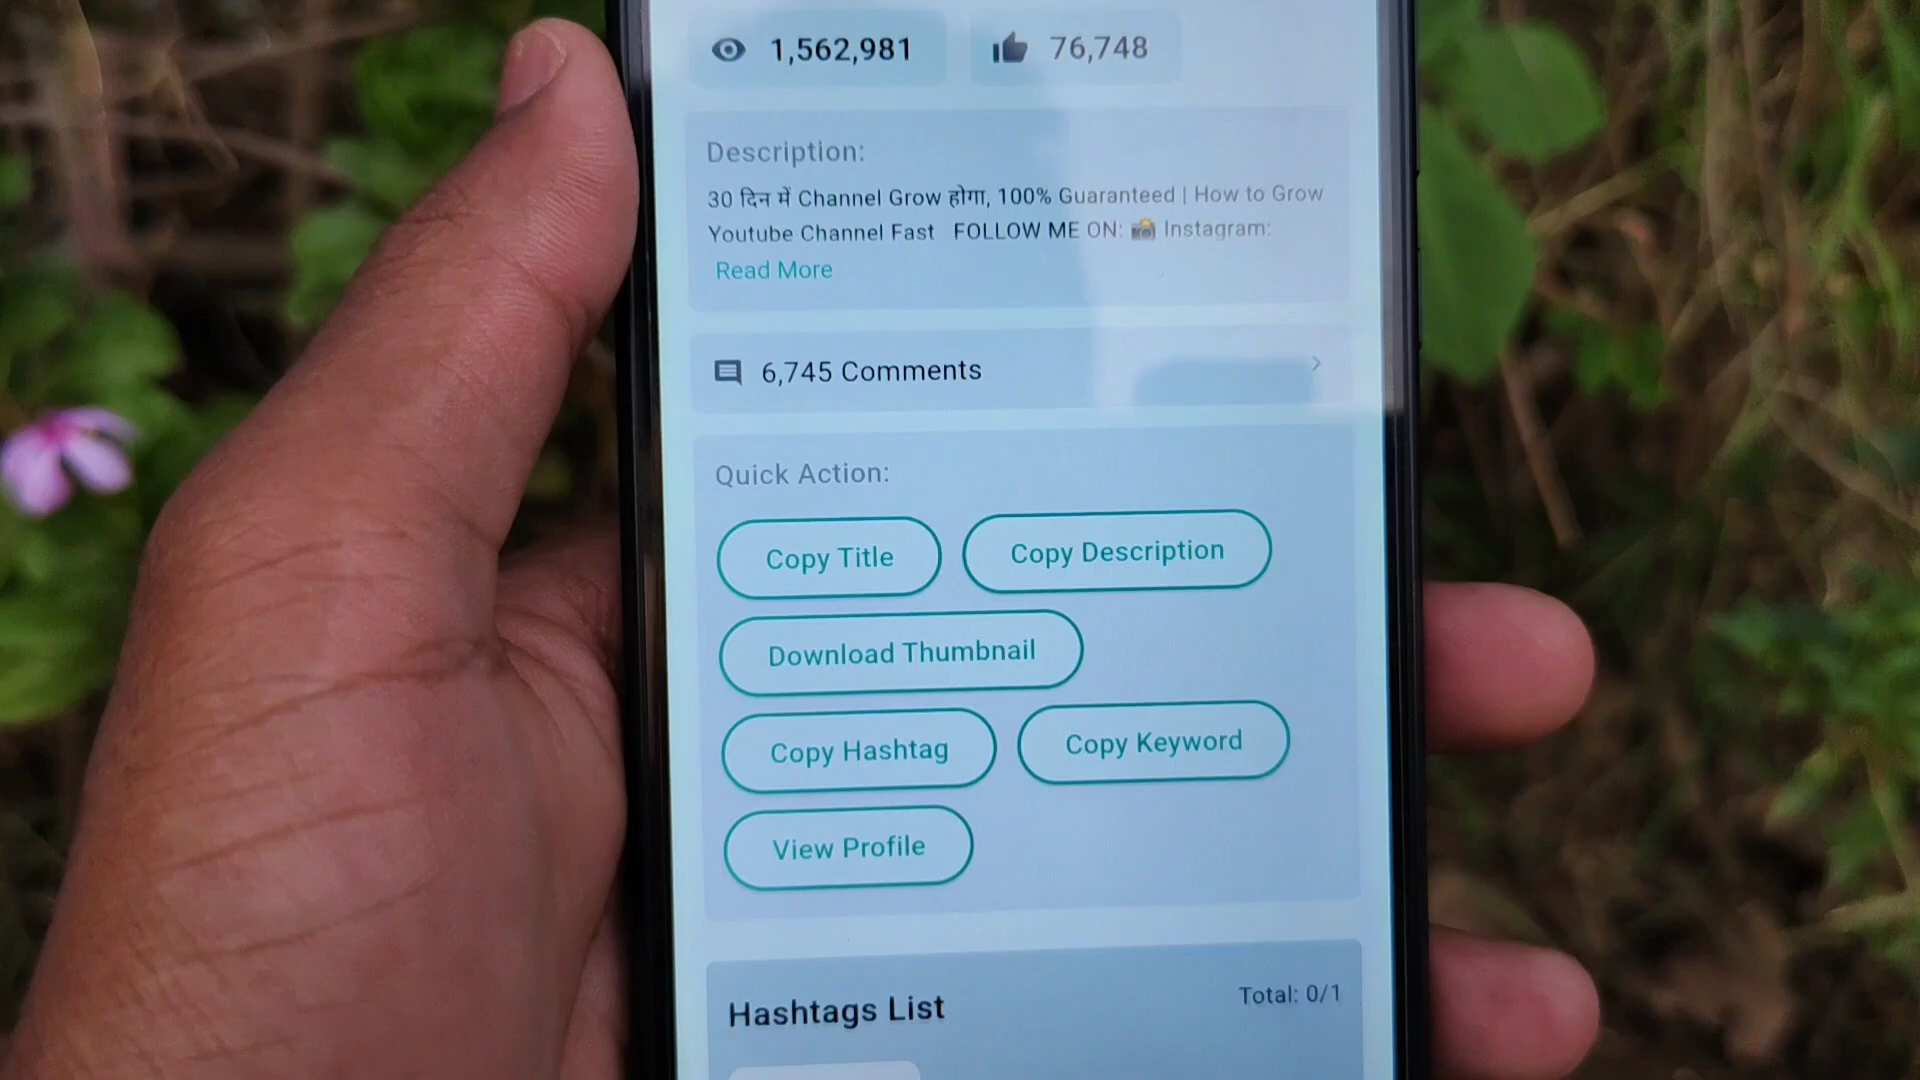 1,562,981 76,748
Description:
30 दिन में Channel Grow होगा, 100% Guaranteed | How to Grow
Youtube Channel Fast FOLLOW ME ON: 📸 Instagram:
Read More
6,745 Comments
Quick Action:
Copy Title Copy Description
Download Thumbnail
Copy Hashtag Copy Keyword
View Profile
Hashtags List Total: 0/1